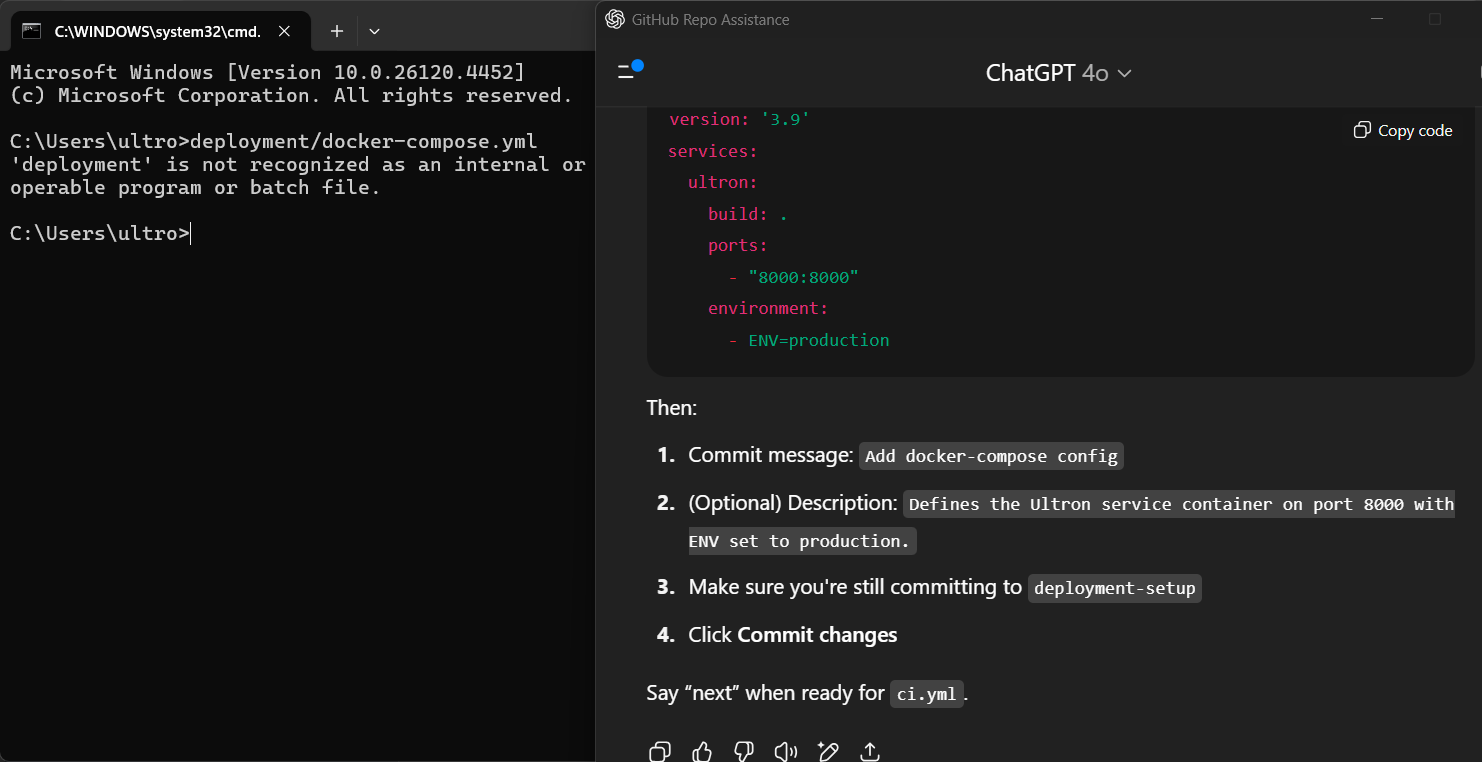 C:\WINDOWS\system32\cmd.
Microsoft Windows [Version 10.0.26120.4452]
(c) Microsoft Corporation. All rights reserved.
C:\Users\ultro>deployment/docker-compose.yml
'deployment' is not recognized as an internal or
operable program or batch file.
C:\Users\ultro>
GitHub Repo Assistance
ChatGPT 4o
version: '3.9'
Copy code
services:
ultron:
build: .
ports:
- "8000:8000"
environment:
- ENV=production
Then:
1. Commit message: Add docker-compose config
2. (Optional) Description: Defines the Ultron service container on port 8000 with
ENV set to production.
3. Make sure you're still committing to deployment-setup
4. Click Commit changes
Say “next” when ready for ci.yml.